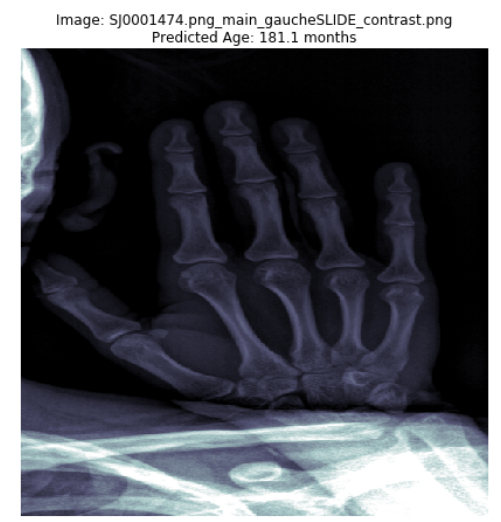 Image: SJ0001474.png_main_gaucheSLIDE_contrast.png
Predicted Age: 181.1 months